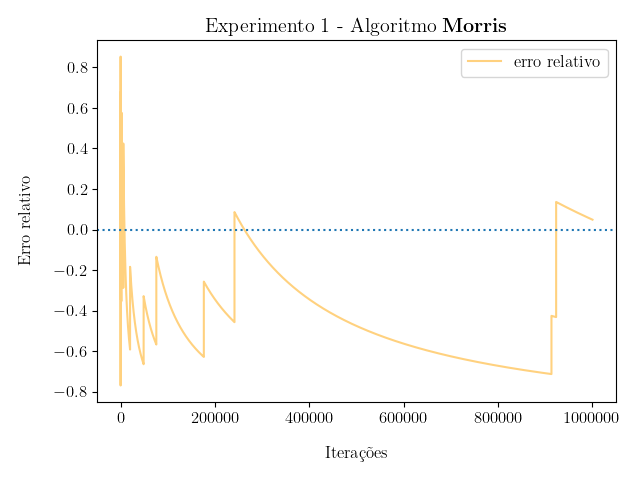 Experimento 1 - Algoritmo Morris
erro relativo
Erro relativo
0.8
0.6
0.4
0.2
0.0
−0.2
−0.4
−0.6
−0.8
0 200000 400000 600000 800000 1000000
Iterações